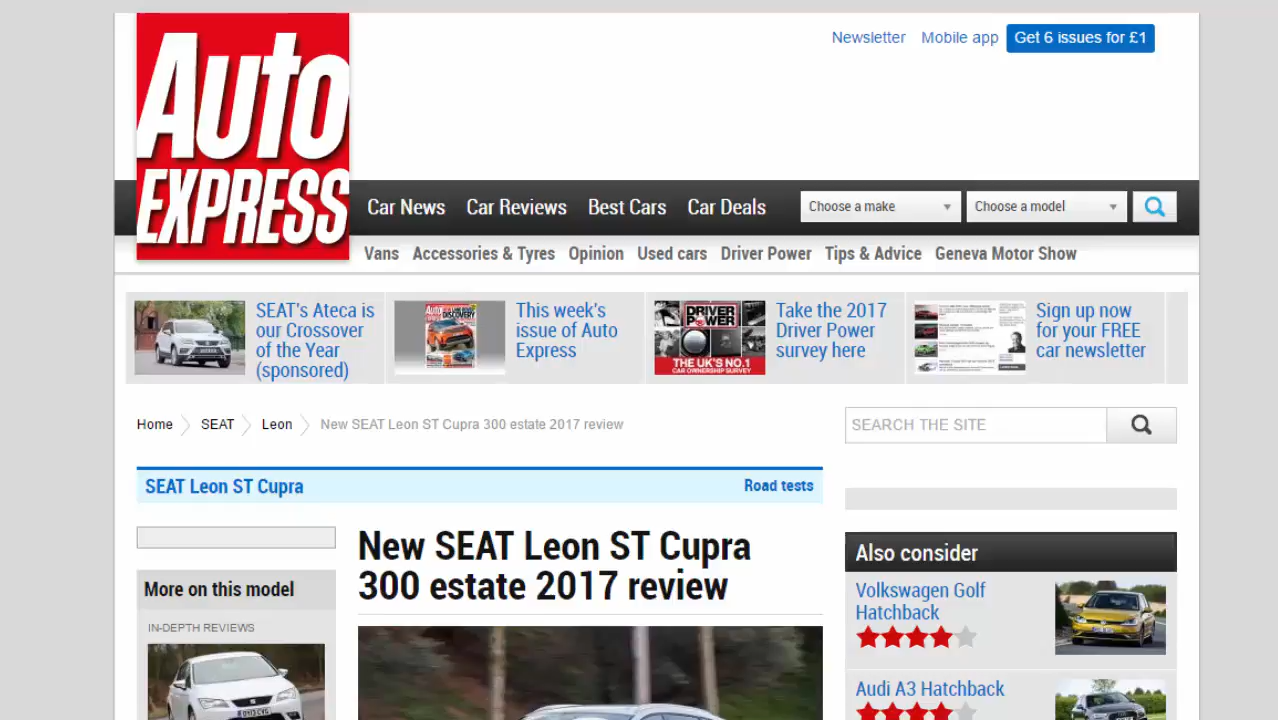 Auto
EXPRESS
Newsletter Mobile app Get 6 issues for £1
Car News Car Reviews Best Cars Car Deals Choose a make Choose a model
Vans Accessories & Tyres Opinion Used cars Driver Power Tips & Advice Geneva Motor Show
SEAT's Ateca is
our Crossover
of the Year
(sponsored)
This week's
issue of Auto
Express
DRIVER
POWER
THE UK'S NO.1
CAR OWNERSHIP SURVEY
Take the 2017
Driver Power
survey here
Sign up now
for your FREE
car newsletter
Home SEAT Leon New SEAT Leon ST Cupra 300 estate 2017 review
SEARCH THE SITE
SEAT Leon ST Cupra Road tests
More on this model
IN-DEPTH REVIEWS
New SEAT Leon ST Cupra
300 estate 2017 review
Also consider
Volkswagen Golf
Hatchback
Audi A3 Hatchback